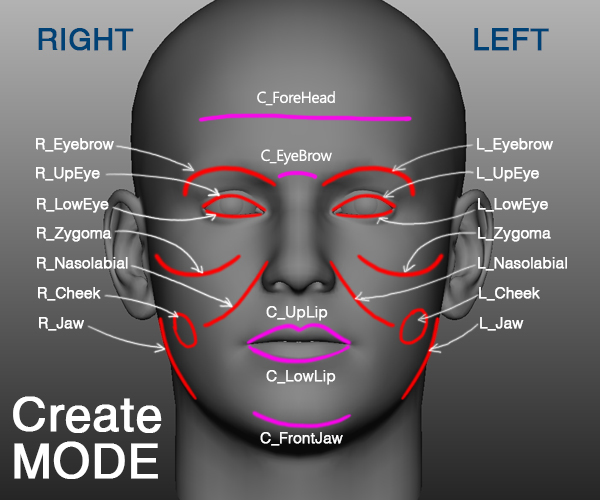 RIGHT
LEFT
C_ForeHead
R_Eyebrow
C_EyeBrow
L_Eyebrow
R_UpEye
L_UpEye
R_LowEye
L_LowEye
R_Zygoma
L_Zygoma
R_Nasolabial
L_Nasolabial
R_Cheek
L_Cheek
C_UpLip
R_Jaw
L_Jaw
C_LowLip
Create
MODE
C_FrontJaw